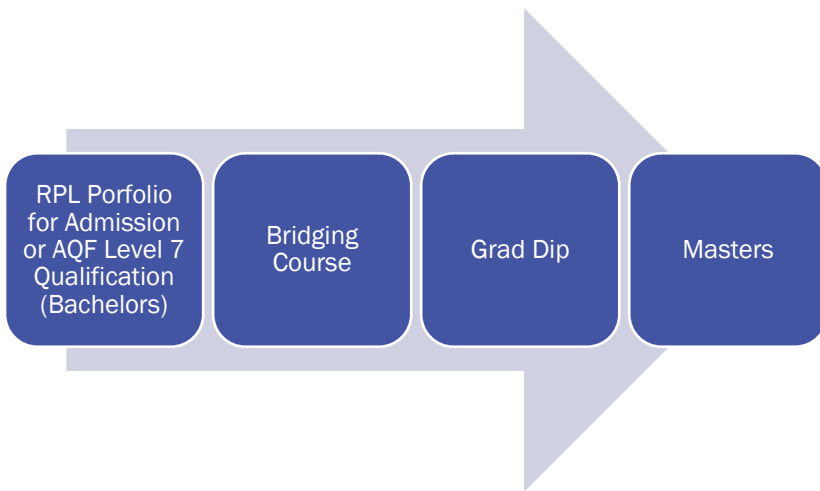 RPL Porfolio
for Admission
or AQF Level 7
Qualification
(Bachelors)
Bridging
Course
Grad Dip
Masters